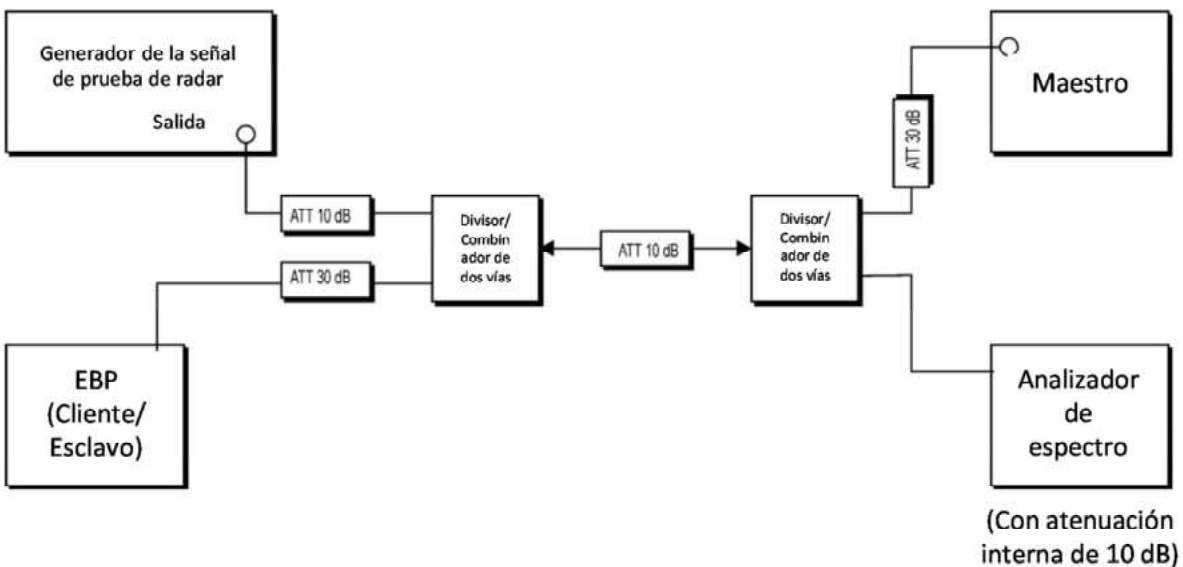 Generador de la señal
de prueba de radar
Salida
Maestro
ATT 30 dB
ATT 10 dB
Divisor/
Combin
ador de
dos vías
ATT 10 dB
Divisor/
Combin
ador de
dos vías
ATT 30 dB
EBP
(Cliente/
Esclavo)
Analizador
de
espectro
(Con atenuación
interna de 10 dB)